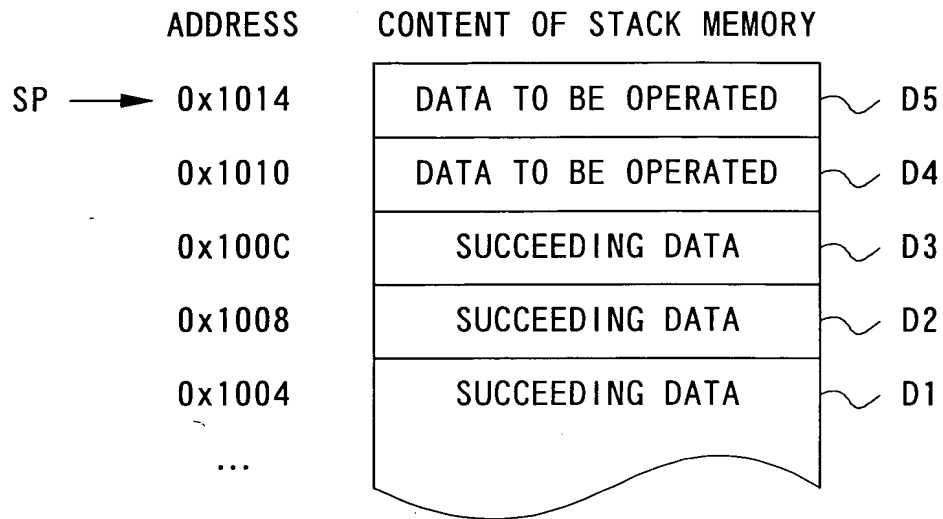 ADDRESS CONTENT OF STACK MEMORY
SP 0x1014 DATA TO BE OPERATED D5
0x1010 DATA TO BE OPERATED D4
0x100C SUCCEEDING DATA D3
0x1008 SUCCEEDING DATA D2
0x1004 SUCCEEDING DATA D1
...